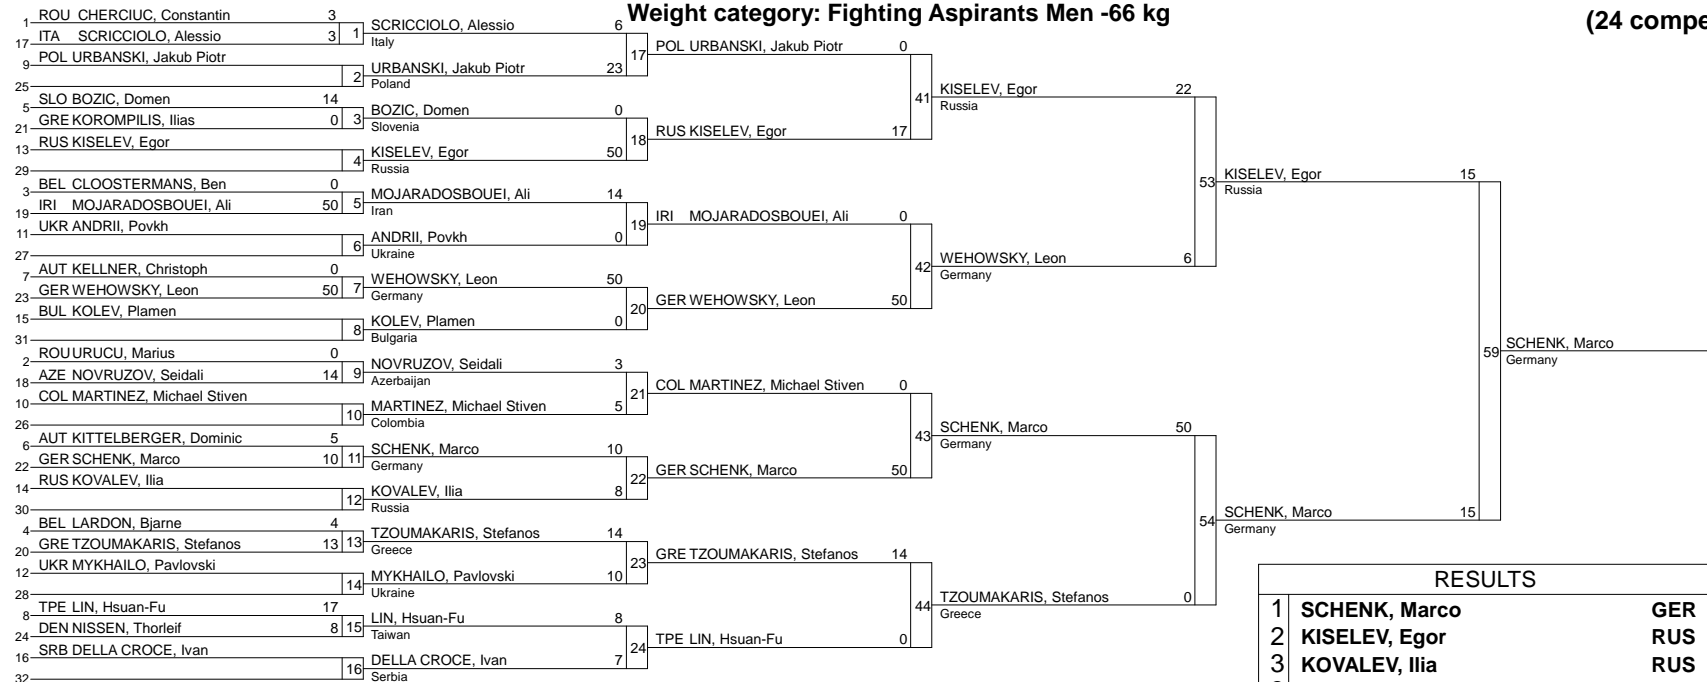 Weight category: Fighting Aspirants Men -66 kg
(24 compe
1 ROU CHERCIUC, Constantin 3
17 ITA SCRICCIOLO, Alessio 3
1
9 POL URBANSKI, Jakub Piotr
25
2
5 SLO BOZIC, Domen 14
21 GRE KOROMPILIS, Ilias 0
3
13 RUS KISELEV, Egor
29
4
3 BEL CLOOSTERMANS, Ben 0
19 IRI MOJARADOSBOUEI, Ali 50
5
11 UKR ANDRII, Povkh
27
6
7 AUT KELLNER, Christoph 0
23 GER WEHOWSKY, Leon 50
7
15 BUL KOLEV, Plamen
31
8
2 ROU URUCU, Marius 0
18 AZE NOVRUZOV, Seidali 14
9
10 COL MARTINEZ, Michael Stiven
26
10
6 AUT KITTELBERGER, Dominic 5
22 GER SCHENK, Marco 10
11
14 RUS KOVALEV, Ilia
30
12
4 BEL LARDON, Bjarne 4
20 GRE TZOUMAKARIS, Stefanos 13
13
12 UKR MYKHAILO, Pavlovski
28
14
8 TPE LIN, Hsuan-Fu 17
24 DEN NISSEN, Thorleif 8
15
16 SRB DELLA CROCE, Ivan
32
16
SCRICCIOLO, Alessio 6
Italy
17
URBANSKI, Jakub Piotr 23
Poland
BOZIC, Domen 0
Slovenia
18
KISELEV, Egor 50
Russia
MOJARADOSBOUEI, Ali 14
Iran
19
ANDRII, Povkh 0
Ukraine
WEHOWSKY, Leon 50
Germany
20
KOLEV, Plamen 0
Bulgaria
NOVRUZOV, Seidali 3
Azerbaijan
21
MARTINEZ, Michael Stiven 5
Colombia
SCHENK, Marco 10
Germany
22
KOVALEV, Ilia 8
Russia
TZOUMAKARIS, Stefanos 14
Greece
23
MYKHAILO, Pavlovski 10
Ukraine
LIN, Hsuan-Fu 8
Taiwan
24
DELLA CROCE, Ivan 7
Serbia
POL URBANSKI, Jakub Piotr 0
41
RUS KISELEV, Egor 17
IRI MOJARADOSBOUEI, Ali 0
42
GER WEHOWSKY, Leon 50
COL MARTINEZ, Michael Stiven 0
43
GER SCHENK, Marco 50
GRE TZOUMAKARIS, Stefanos 14
44
TPE LIN, Hsuan-Fu 0
KISELEV, Egor 22
Russia
53
WEHOWSKY, Leon 6
Germany
SCHENK, Marco 50
Germany
54
TZOUMAKARIS, Stefanos 0
Greece
KISELEV, Egor 15
Russia
59
SCHENK, Marco 15
Germany
SCHENK, Marco
Germany
RESULTS
1 SCHENK, Marco GER
2 KISELEV, Egor RUS
3 KOVALEV, Ilia RUS